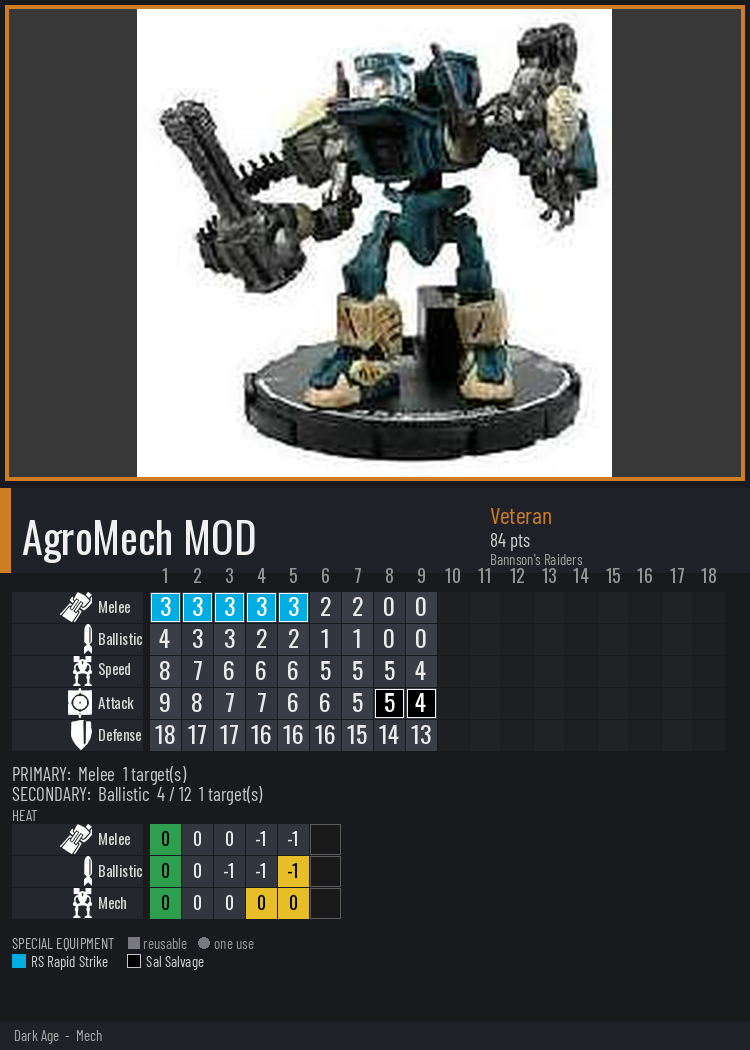 AgroMech MOD
Veteran
84 pts
Bannson's Raiders
1 2 3 4 5 6 7 8 9 10 11 12 13 14 15 16 17 18
Melee 3 3 3 3 3 2 2 0 0
Ballistic 4 3 3 2 2 1 1 0 0
Speed 8 7 6 6 6 5 5 5 4
Attack 9 8 7 7 6 6 5 5 4
Defense 18 17 17 16 16 16 15 14 13
PRIMARY: Melee 1 target(s)
SECONDARY: Ballistic 4 / 12 1 target(s)
HEAT
Melee 0 0 0 -1 -1
Ballistic 0 0 -1 -1 -1
Mech 0 0 0 0 0
SPECIAL EQUIPMENT reusable one use
RS Rapid Strike Sal Salvage
Dark Age - Mech